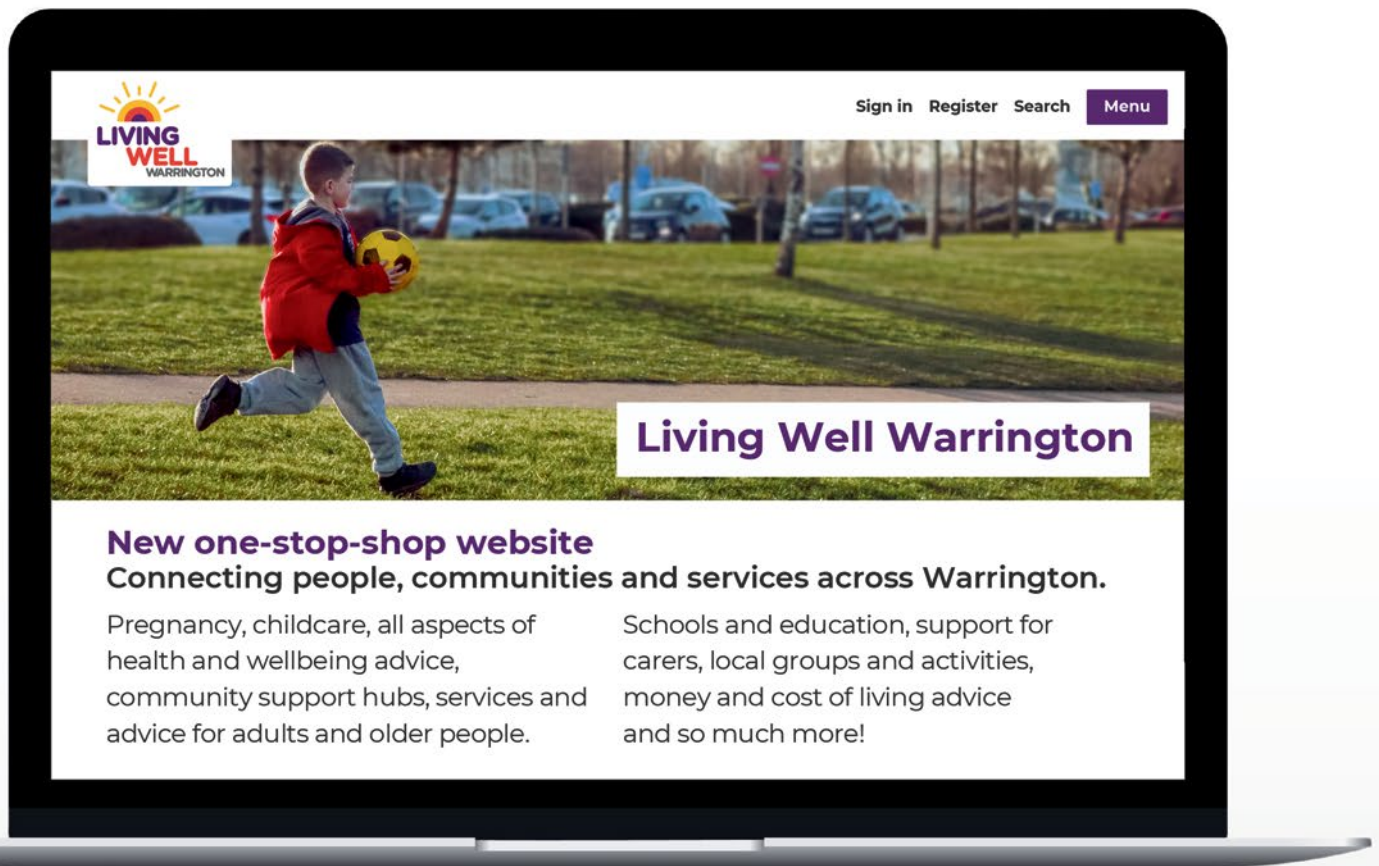 LIVING
WELL
WARRINGTON
Sign in Register Search Menu
Living Well Warrington
New one-stop-shop website
Connecting people, communities and services across Warrington.
Pregnancy, childcare, all aspects of
health and wellbeing advice,
community support hubs, services and
advice for adults and older people.
Schools and education, support for
carers, local groups and activities,
money and cost of living advice
and so much more!